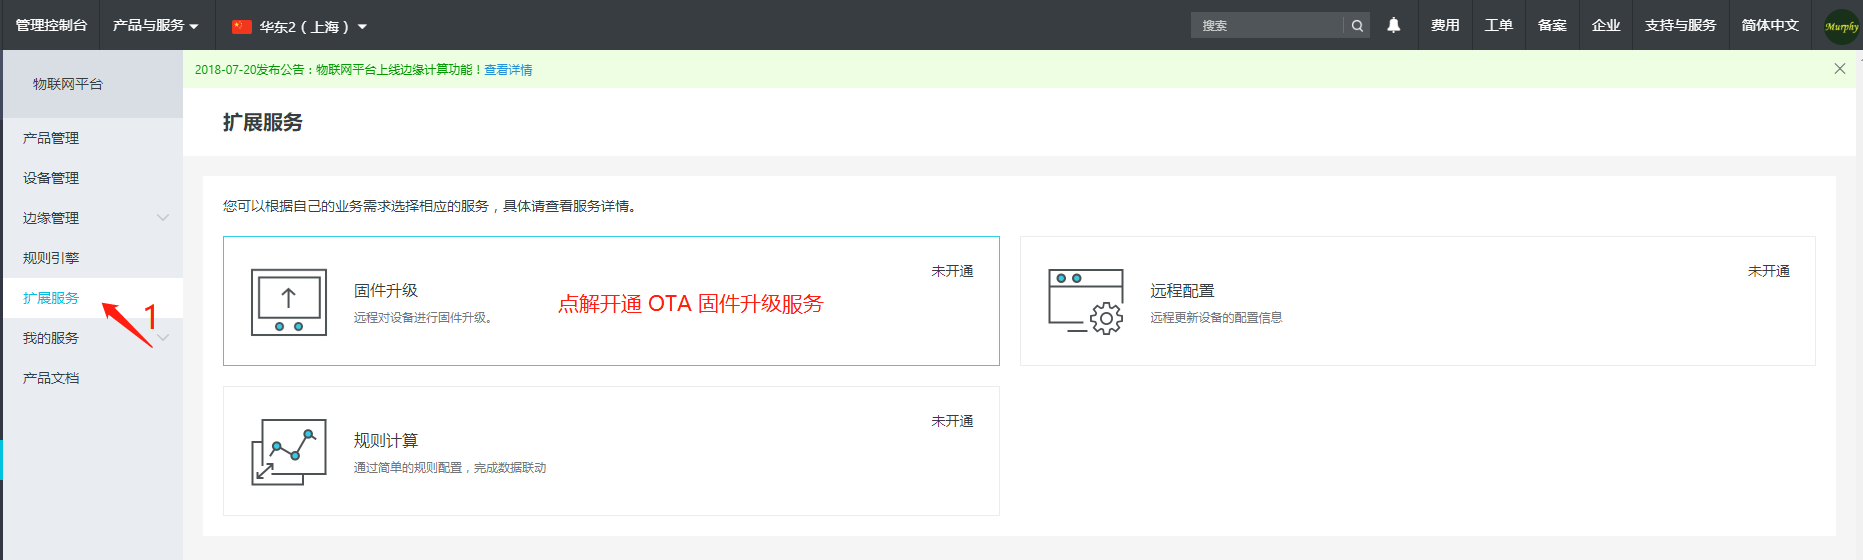 管理控制台 产品与服务 华东2（上海） 搜索 费用 工单 备案 企业 支持与服务 简体中文 Murphy
物联网平台
产品管理
设备管理
边缘管理
规则引擎
扩展服务
我的服务
产品文档
1
2018-07-20发布公告：物联网平台上线边缘计算功能！查看详情
扩展服务
您可以根据自己的业务需求选择相应的服务，具体请查看服务详情。
未开通
固件升级
远程对设备进行固件升级。
点解开通 OTA 固件升级服务
未开通
远程配置
远程更新设备的配置信息
未开通
规则计算
通过简单的规则配置，完成数据联动